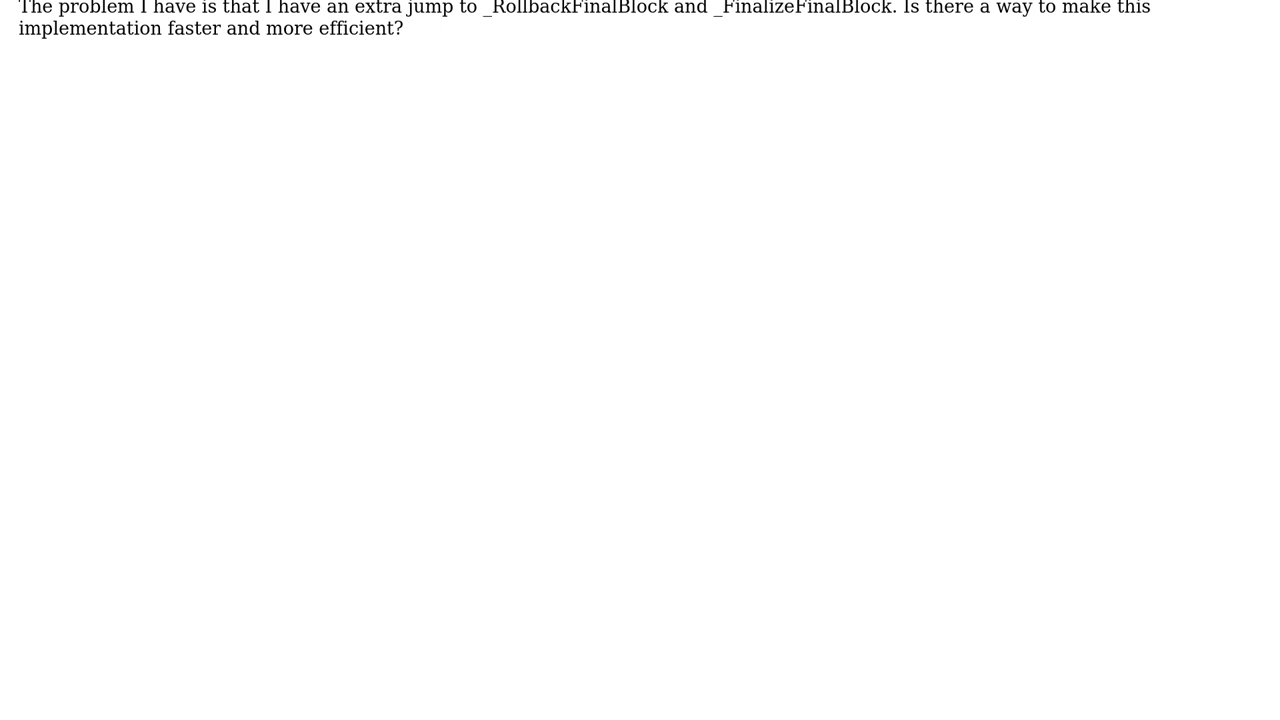 The problem I have is that I have an extra jump to _RollbackFinalBlock and _FinalizeFinalBlock. Is there a way to make this
implementation faster and more efficient?